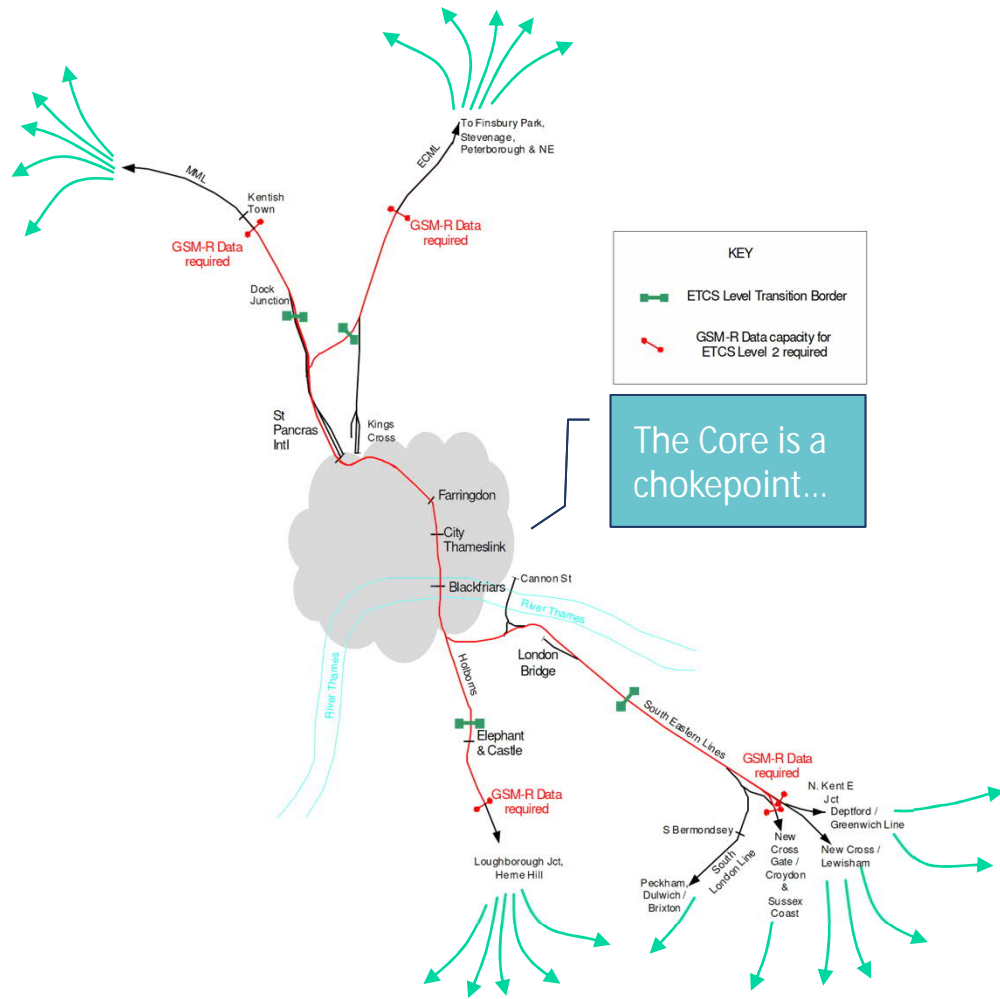 To Finsbury Park,
Stevenage,
Peterborough & NE
ECML
MML
Kentish
Town
GSM-R Data
required
GSM-R Data
required
KEY
ETCS Level Transition Border
GSM-R Data capacity for
ETCS Level 2 required
Dock
Junction
St
Pancras
Intl
Kings
Cross
The Core is a
chokepoint...
Farringdon
City
Thameslink
Blackfriars
Cannon St
River Thames
London
Bridge
Holborns
River Thames
Elephant
& Castle
South Eastern Lines
GSM-R Data
required
GSM-R Data
required
N. Kent E
Jct
Deptford /
Greenwich Line
S Bermondsey
South
London Line
New
Cross
Gate /
Croydon
&
Sussex
Coast
New Cross /
Lewisham
Loughborough Jct,
Herne Hill
Peckham,
Dulwich /
Brixton